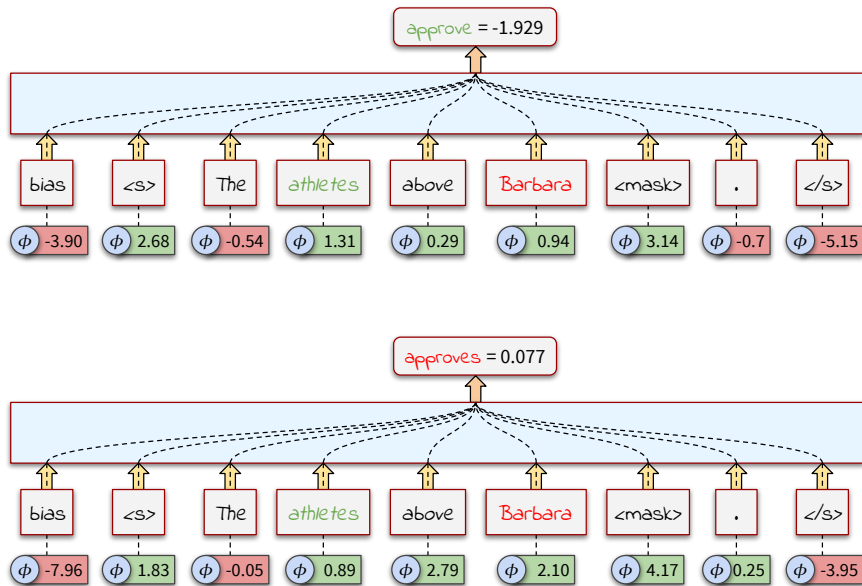 approve = -1.929
bias <s> The athletes above Barbara <mask> . </s>
ϕ -3.90 ϕ 2.68 ϕ -0.54 ϕ 1.31 ϕ 0.29 ϕ 0.94 ϕ 3.14 ϕ -0.7 ϕ -5.15
approves = 0.077
bias <s> The athletes above Barbara <mask> . </s>
ϕ -7.96 ϕ 1.83 ϕ -0.05 ϕ 0.89 ϕ 2.79 ϕ 2.10 ϕ 4.17 ϕ 0.25 ϕ -3.95